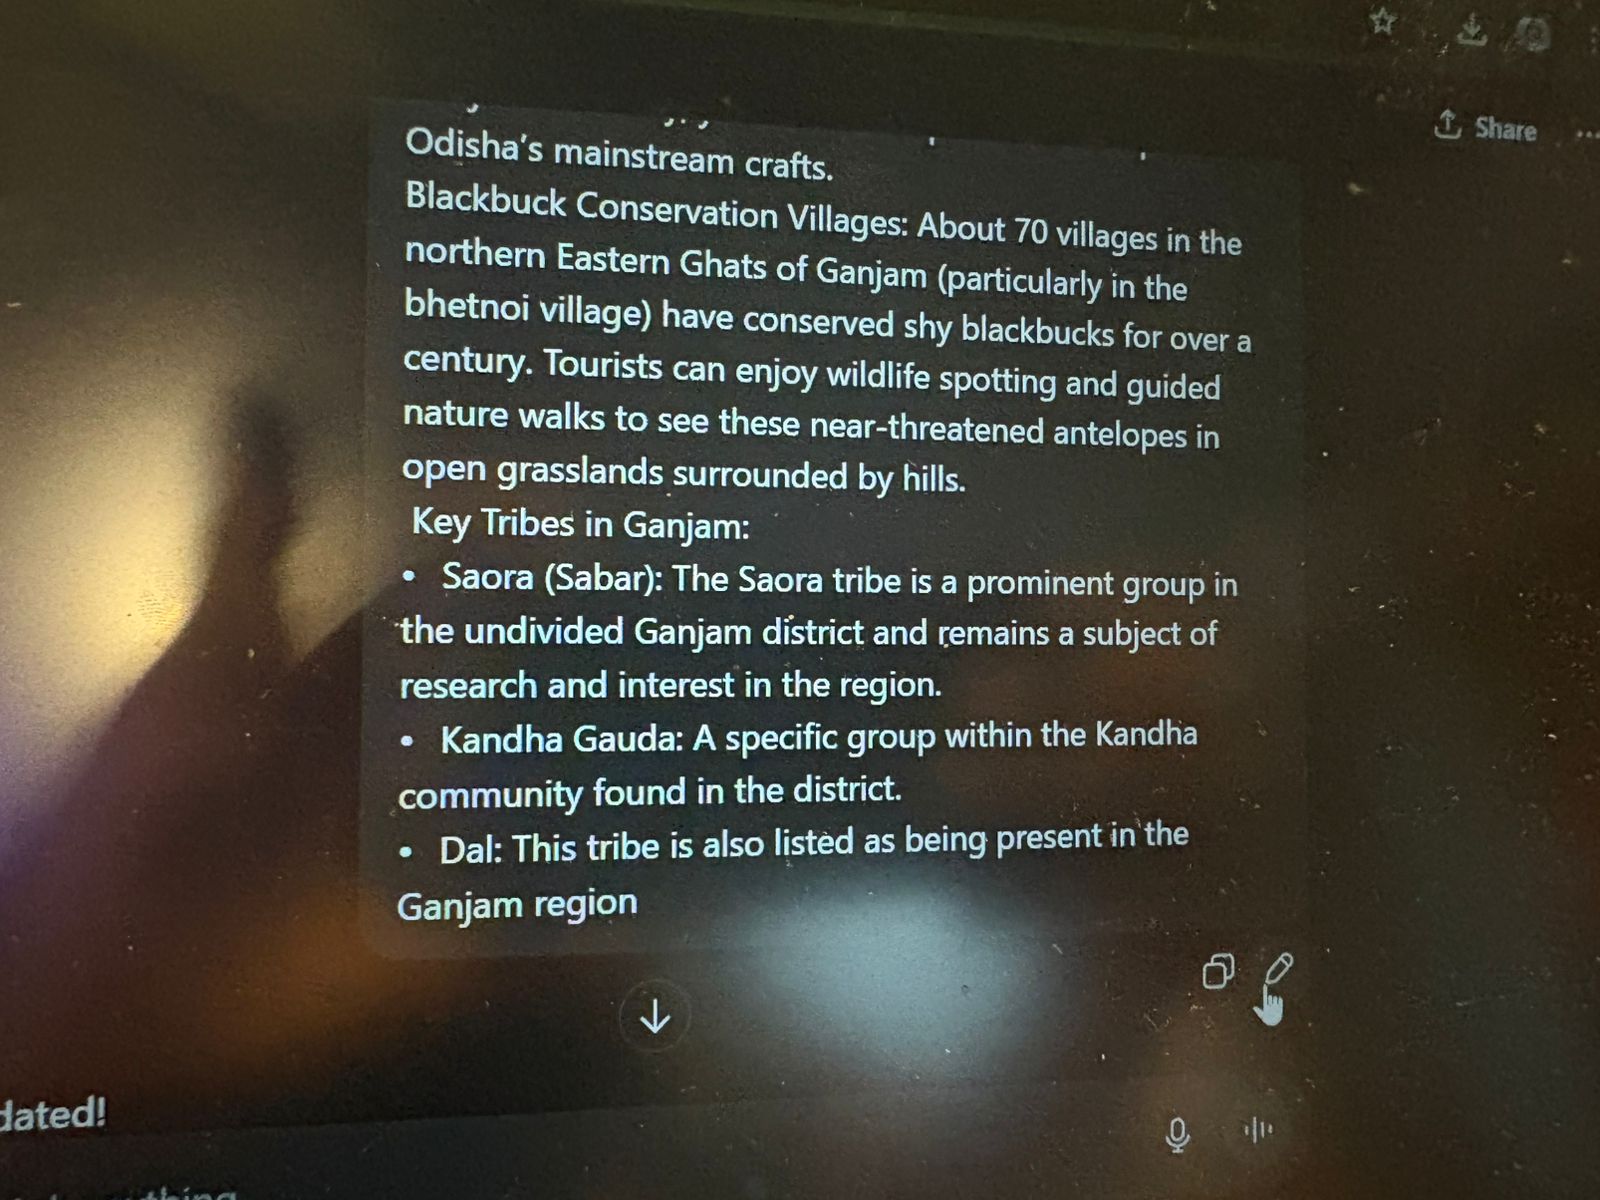 Share
Odisha's mainstream crafts.
Blackbuck Conservation Villages: About 70 villages in the
northern Eastern Ghats of Ganjam (particularly in the
bhetnoi village) have conserved shy blackbucks for over a
century. Tourists can enjoy wildlife spotting and guided
nature walks to see these near-threatened antelopes in
open grasslands surrounded by hills.
Key Tribes in Ganjam:
• Saora (Sabar): The Saora tribe is a prominent group in
the undivided Ganjam district and remains a subject of
research and interest in the region.
• Kandha Gauda: A specific group within the Kandha
community found in the district.
• Dal: This tribe is also listed as being present in the
Ganjam region
dated!